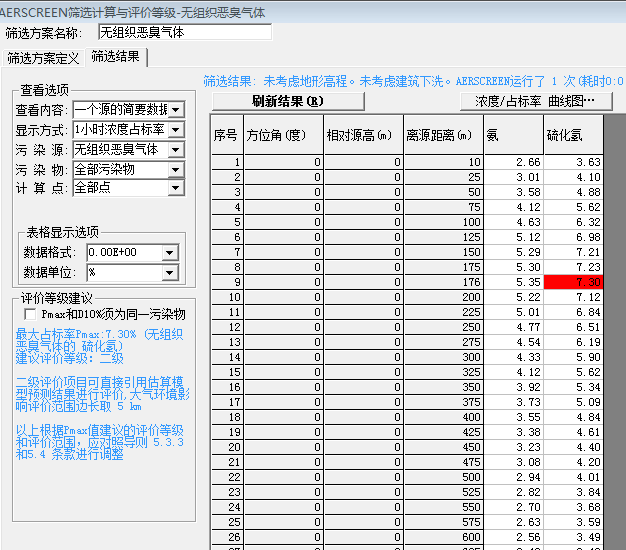 AERSCREEN筛选计算与评价等级-无组织恶臭气体
筛选方案名称: 无组织恶臭气体
筛选方案定义 筛选结果
筛选结果: 未考虑地形高程。未考虑建筑下洗。AERSCREEN运行了 1 次(耗时0:0
刷新结果(R) 浓度/占标率 曲线图…
查看选项
查看内容: 一个源的简要数据
显示方式: 1小时浓度占标率
污 染 源: 无组织恶臭气体
污 染 物: 全部污染物
计 算 点: 全部点
表格显示选项
数据格式: 0.00E+00
数据单位: %
评价等级建议
Pmax和D10%须为同一污染物
最大占标率Pmax:7.30% (无组织
恶臭气体的 硫化氢)
建议评价等级: 二级
二级评价项目可直接引用估算模
型预测结果进行评价,大气环境影
响评价范围边长取 5 km
以上根据Pmax值建议的评价等级
和评价范围，应对照导则 5.3.3
和5.4 条款进行调整
序号 方位角(度) 相对源高(m) 离源距离(m) 氨 硫化氢
1 0 0 10 2.66 3.63
2 0 0 25 3.01 4.10
3 0 0 50 3.58 4.88
4 0 0 75 4.12 5.62
5 0 0 100 4.63 6.32
6 0 0 125 5.12 6.98
7 0 0 150 5.29 7.21
8 0 0 175 5.30 7.23
9 0 0 176 5.35 7.30
10 0 0 200 5.22 7.12
11 0 0 225 5.01 6.84
12 0 0 250 4.77 6.51
13 0 0 275 4.54 6.19
14 0 0 300 4.33 5.90
15 0 0 325 4.12 5.62
16 0 0 350 3.92 5.34
17 0 0 375 3.73 5.09
18 0 0 400 3.55 4.84
19 0 0 425 3.38 4.61
20 0 0 450 3.23 4.40
21 0 0 475 3.08 4.20
22 0 0 500 2.94 4.01
23 0 0 525 2.82 3.84
24 0 0 550 2.70 3.68
25 0 0 575 2.63 3.59
26 0 0 600 2.56 3.49